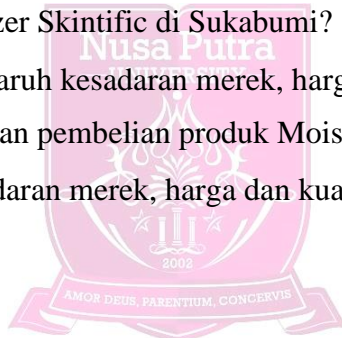 zer Skintific di Sukabumi?
Nusa Putra
UNIVERSITY
aruh kesadaran merek, harg
an pembelian produk Mois
daran merek, harga dan kua
2002
AMOR DEUS, PARENTIUM, CONCERVIS